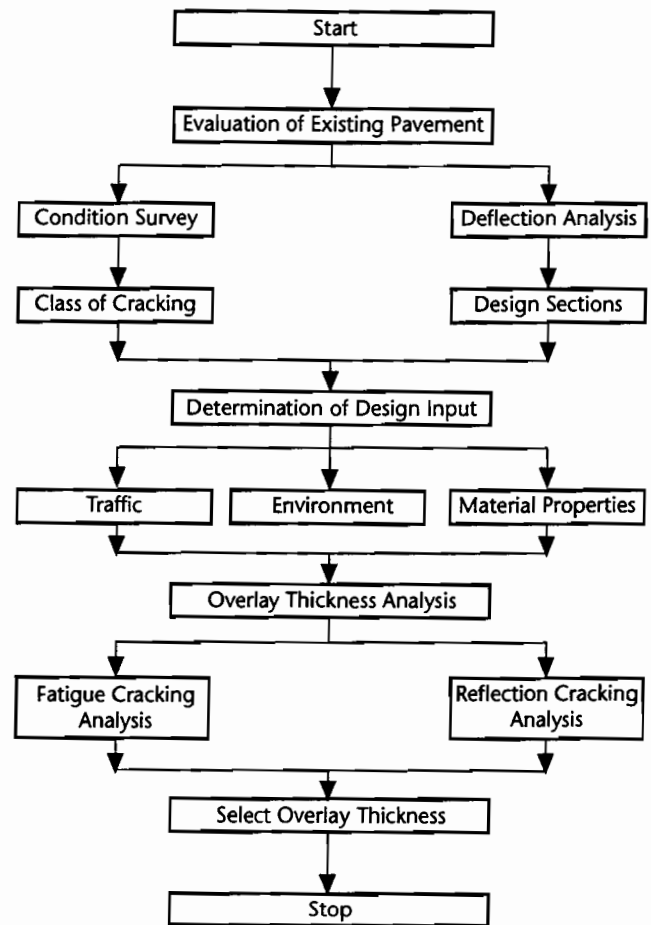 Start
Evaluation of Existing Pavement
Condition Survey
Deflection Analysis
Class of Cracking
Design Sections
Determination of Design Input
Traffic
Environment
Material Properties
Overlay Thickness Analysis
Fatigue Cracking
Analysis
Reflection Cracking
Analysis
Select Overlay Thickness
Stop